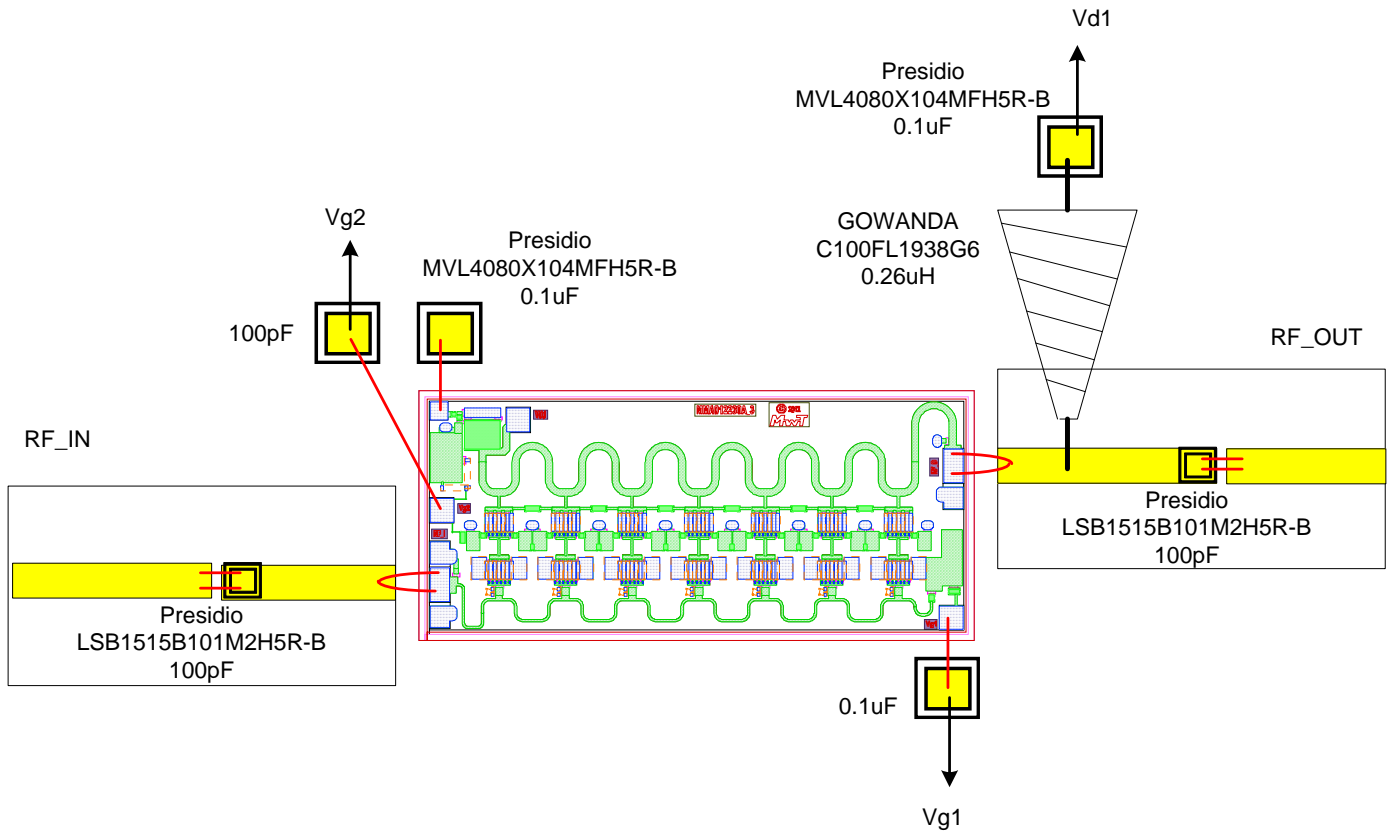 Vd1
Presidio
MVL4080X104MFH5R-B
0.1uF
Vg2
Presidio
MVL4080X104MFH5R-B
0.1uF
GOWANDA
C100FL1938G6
0.26uH
100pF
RF_OUT
RF_IN
MwT
Presidio
LSB1515B101M2H5R-B
100pF
Presidio
LSB1515B101M2H5R-B
100pF
0.1uF
Vg1